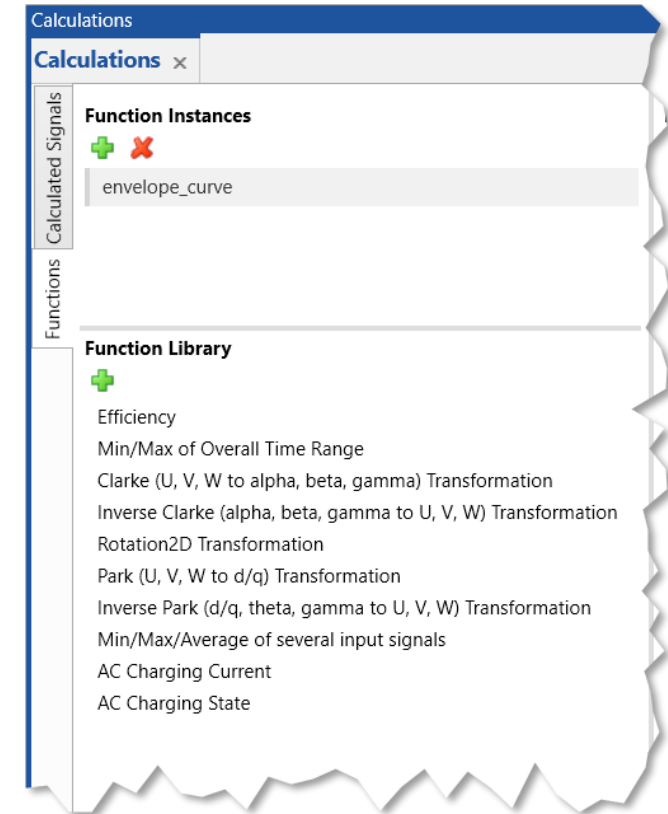 Calculations
Calculations ×
Calculated Signals
Functions
Function Instances
envelope_curve
Function Library
Efficiency
Min/Max of Overall Time Range
Clarke (U, V, W to alpha, beta, gamma) Transformation
Inverse Clarke (alpha, beta, gamma to U, V, W) Transformation
Rotation2D Transformation
Park (U, V, W to d/q) Transformation
Inverse Park (d/q, theta, gamma to U, V, W) Transformation
Min/Max/Average of several input signals
AC Charging Current
AC Charging State